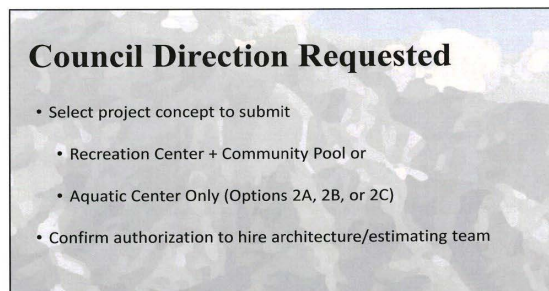 Council Direction Requested
• Select project concept to submit
• Recreation Center + Community Pool or
• Aquatic Center Only (Options 2A, 2B, or 2C)
• Confirm authorization to hire architecture/estimating team